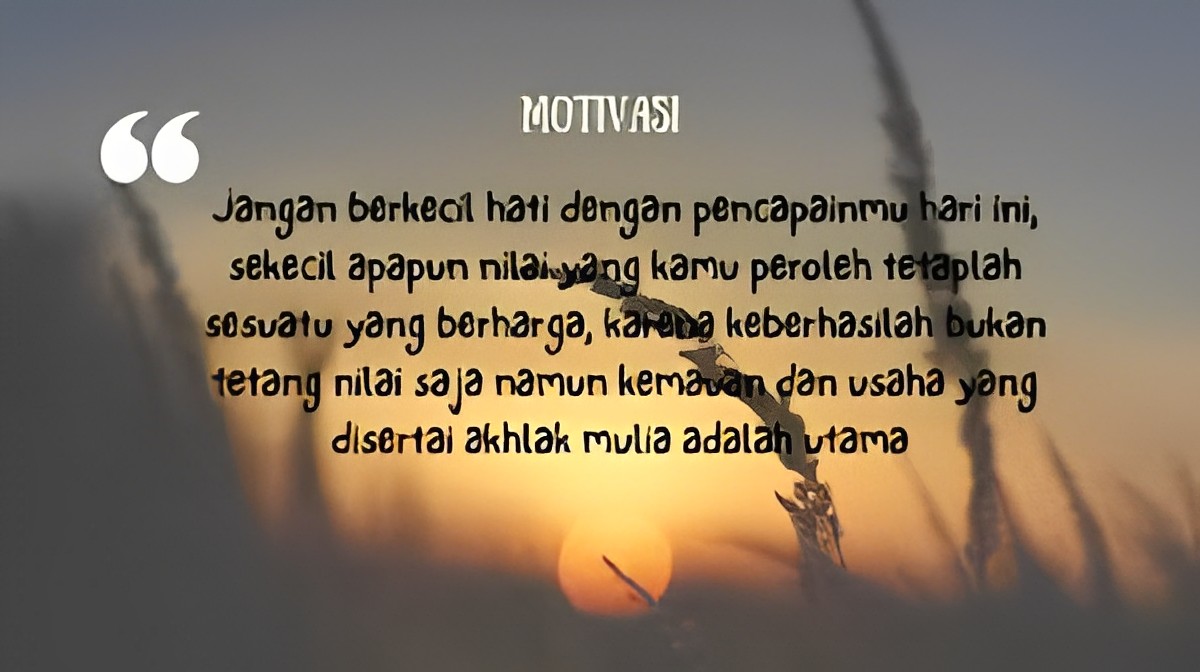 MOTIVASI
“
Jangan berkecil hati dengan pencapainmu hari ini,
sekecil apapun nilai yang kamu peroleh tetaplah
sesuatu yang berharga, karena keberhasilah bukan
tetang nilai saja namun kemauan dan usaha yang
disertai akhlak mulia adalah utama